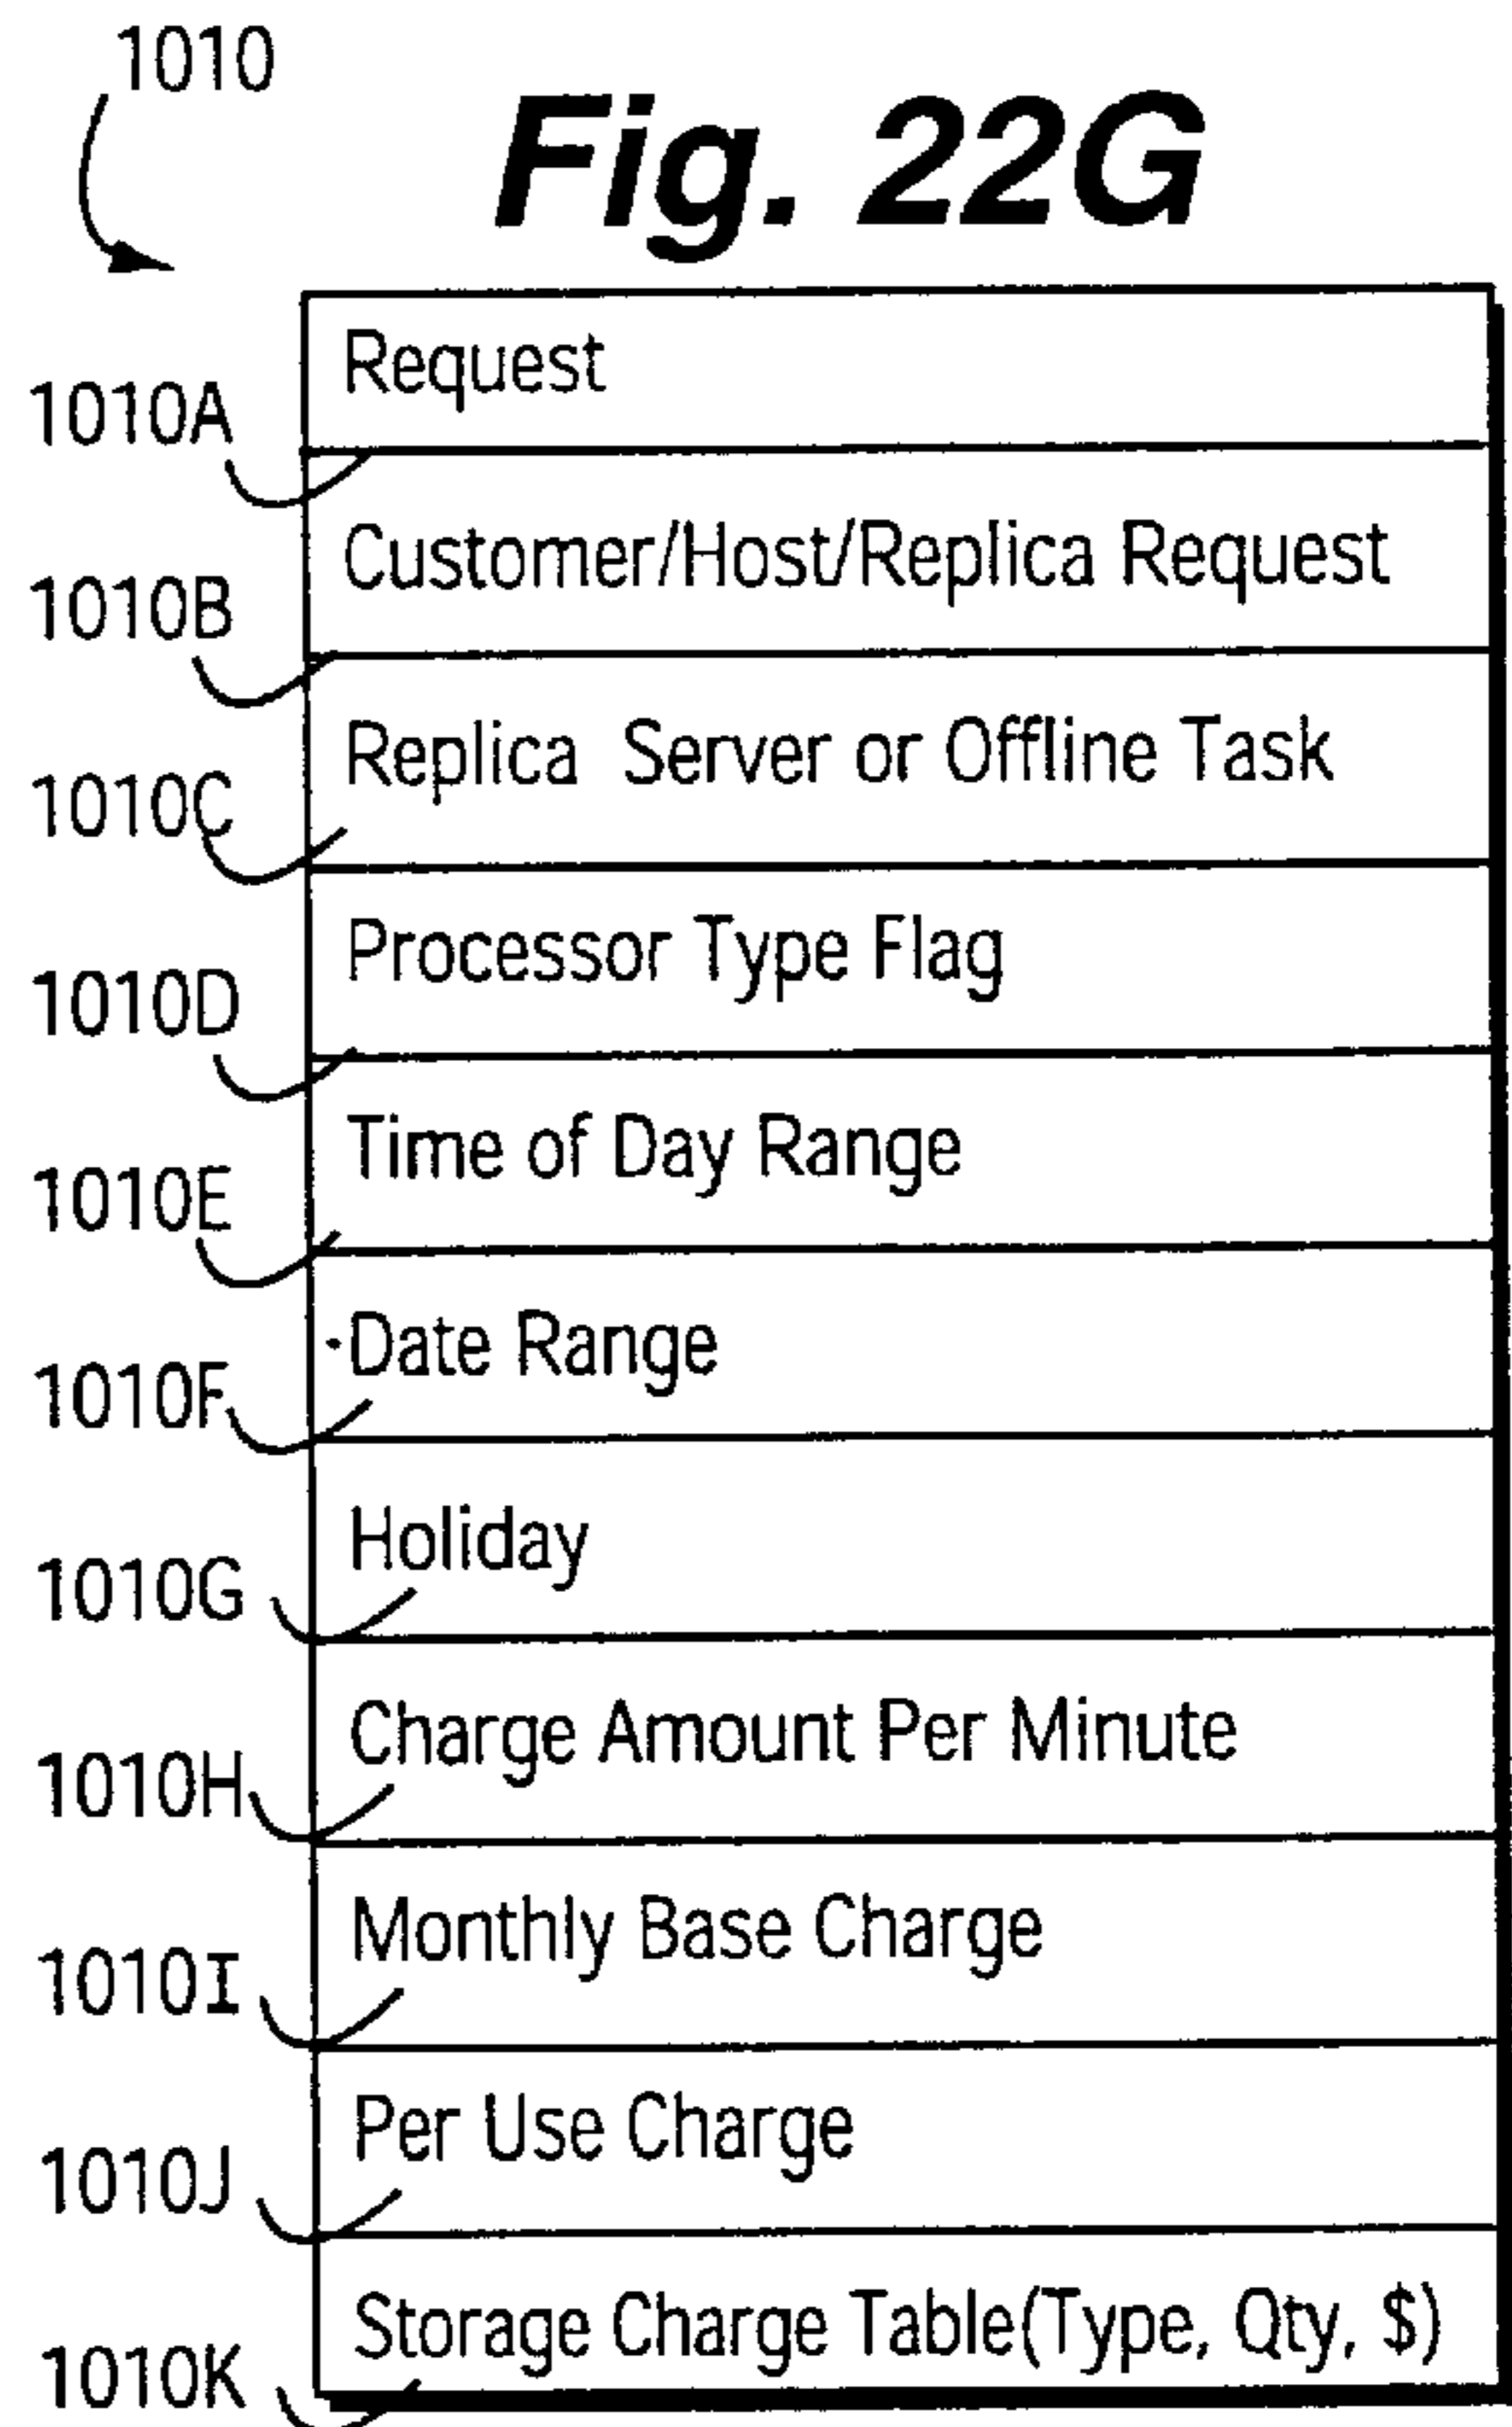 1010
Fig. 22G
Request
1010A
Customer/Host/Replica Request
1010B
Replica Server or Offline Task
1010C
Processor Type Flag
1010D
Time of Day Range
1010E
Date Range
1010F
Holiday
1010G
Charge Amount Per Minute
1010H
Monthly Base Charge
1010I
Per Use Charge
1010J
Storage Charge Table(Type, Qty, $)
1010K